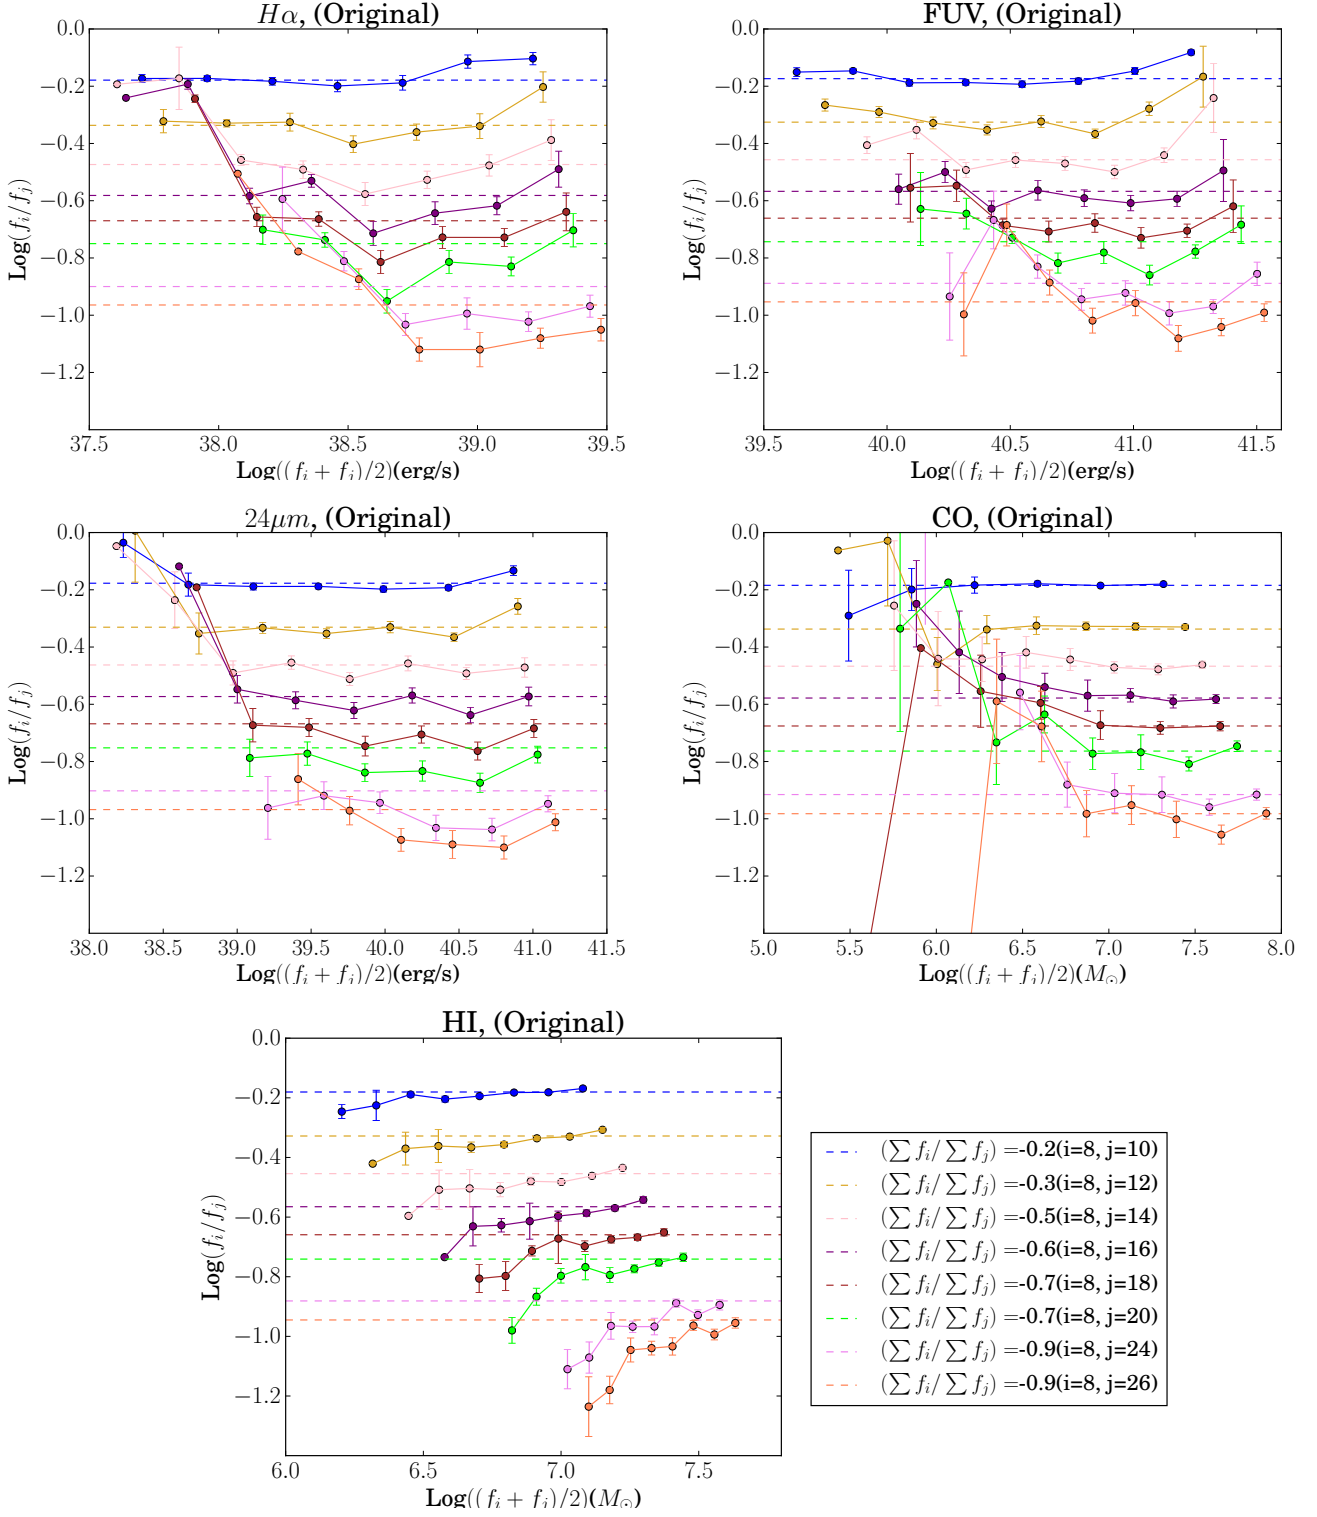 Hα, (Original)
0.0
−0.2
−0.4
−0.6
−0.8
−1.0
−1.2
Log(f_i/f_j)
37.5 38.0 38.5 39.0 39.5
Log((f_i + f_j)/2)(erg/s)
FUV, (Original)
0.0
−0.2
−0.4
−0.6
−0.8
−1.0
−1.2
Log(f_i/f_j)
39.5 40.0 40.5 41.0 41.5
Log((f_i + f_j)/2)(erg/s)
24μm, (Original)
0.0
−0.2
−0.4
−0.6
−0.8
−1.0
−1.2
Log(f_i/f_j)
38.0 38.5 39.0 39.5 40.0 40.5 41.0 41.5
Log((f_i + f_j)/2)(erg/s)
CO, (Original)
0.0
−0.2
−0.4
−0.6
−0.8
−1.0
−1.2
Log(f_i/f_j)
5.0 5.5 6.0 6.5 7.0 7.5 8.0
Log((f_i + f_j)/2)(M_⊙)
HI, (Original)
0.0
−0.2
−0.4
−0.6
−0.8
−1.0
−1.2
Log(f_i/f_j)
6.0 6.5 7.0 7.5
Log((f_i + f_j)/2)(M_⊙)
(∑ f_i/ ∑ f_j) =-0.2(i=8, j=10)
(∑ f_i/ ∑ f_j) =-0.3(i=8, j=12)
(∑ f_i/ ∑ f_j) =-0.5(i=8, j=14)
(∑ f_i/ ∑ f_j) =-0.6(i=8, j=16)
(∑ f_i/ ∑ f_j) =-0.7(i=8, j=18)
(∑ f_i/ ∑ f_j) =-0.7(i=8, j=20)
(∑ f_i/ ∑ f_j) =-0.9(i=8, j=24)
(∑ f_i/ ∑ f_j) =-0.9(i=8, j=26)